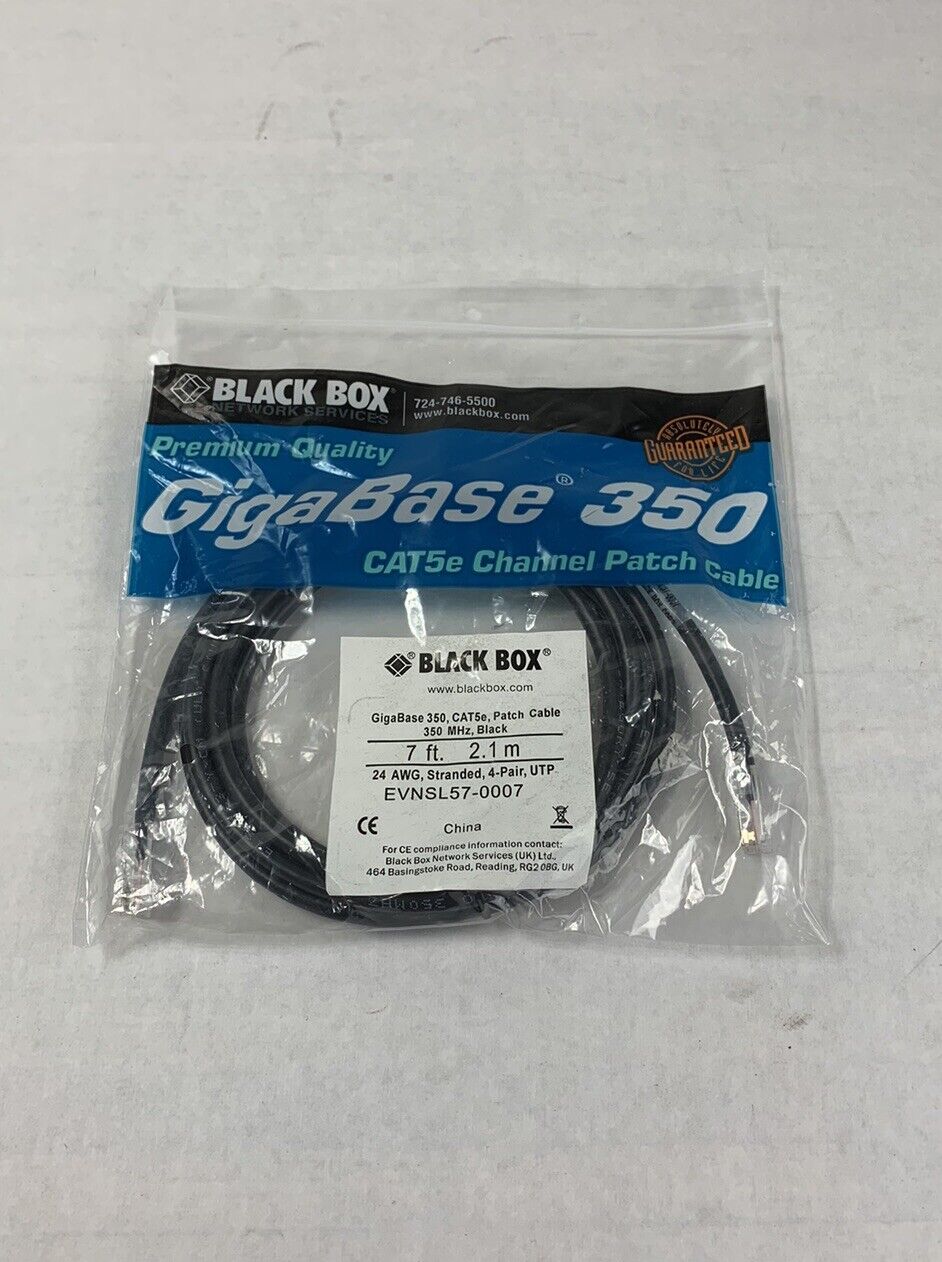 BLACK BOX
NETWORK SERVICES
724-746-5500
www.blackbox.com
ABSOLUTELY
GUARANTEED
FOR LIFE
Premium Quality
GigaBase® 350
CAT5e Channel Patch Cable
® BLACK BOX®
www.blackbox.com
GigaBase 350, CAT5e, Patch Cable
350 MHz, Black
7 ft. 2.1 m
24 AWG, Stranded, 4-Pair, UTP
EVNSL57-0007
CE
China
For CE compliance information contact:
Black Box Network Services (UK) Ltd.,
464 Basingstoke Road, Reading, RG2 0BG, UK
350MHz